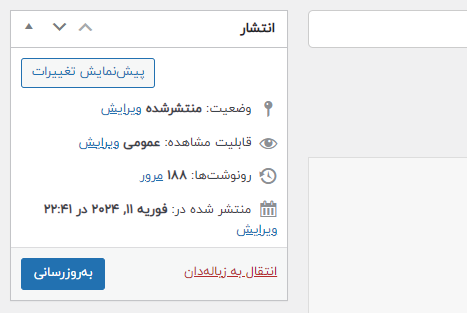 انتشار
پیش‌نمایش تغییرات
وضعیت: منتشرشده ویرایش
قابلیت مشاهده: عمومی ویرایش
رونوشت‌ها: ۱۸۸ مرور
منتشر شده در: فوریه ۱۱, ۲۰۲۴ در ۲۲:۴۱
ویرایش
انتقال به زباله‌دان
به‌روزرسانی